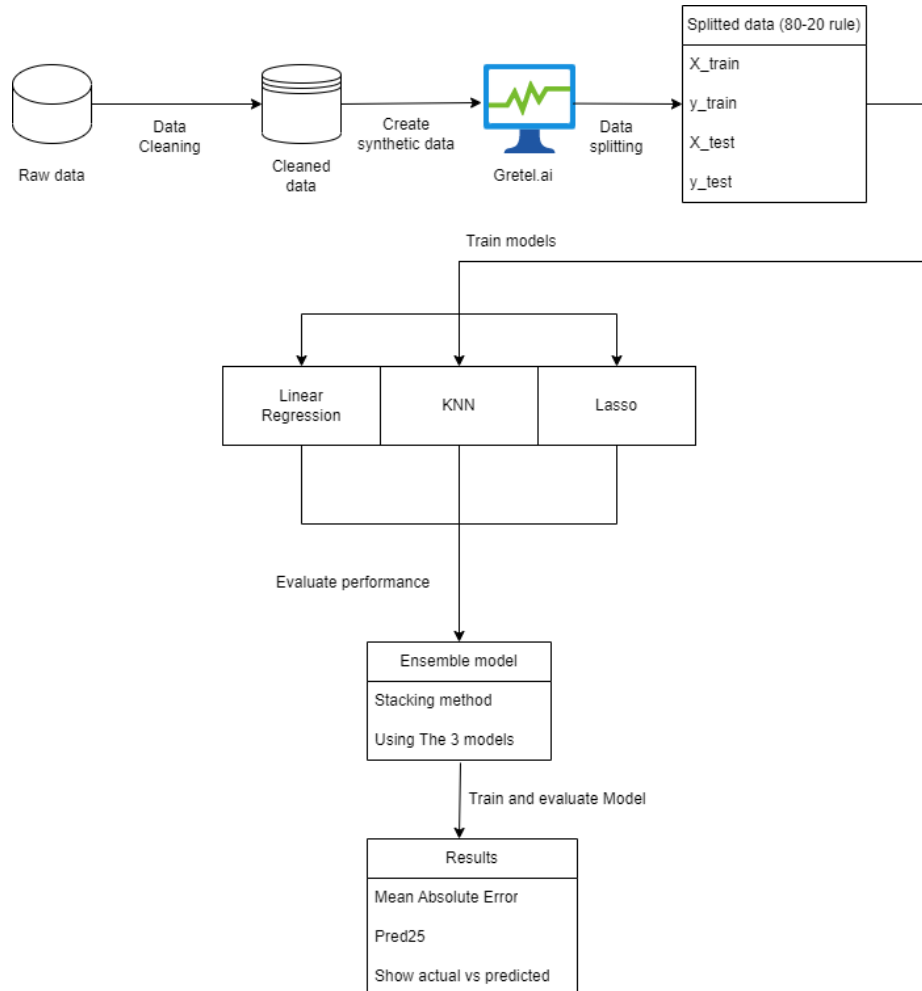 Splitted data (80-20 rule)
X_train
y_train
X_test
y_test
Data
Cleaning
Create
synthetic data
Data
splitting
Raw data
Cleaned
data
Gretel.ai
Train models
Linear
Regression
KNN
Lasso
Evaluate performance
Ensemble model
Stacking method
Using The 3 models
Train and evaluate Model
Results
Mean Absolute Error
Pred25
Show actual vs predicted